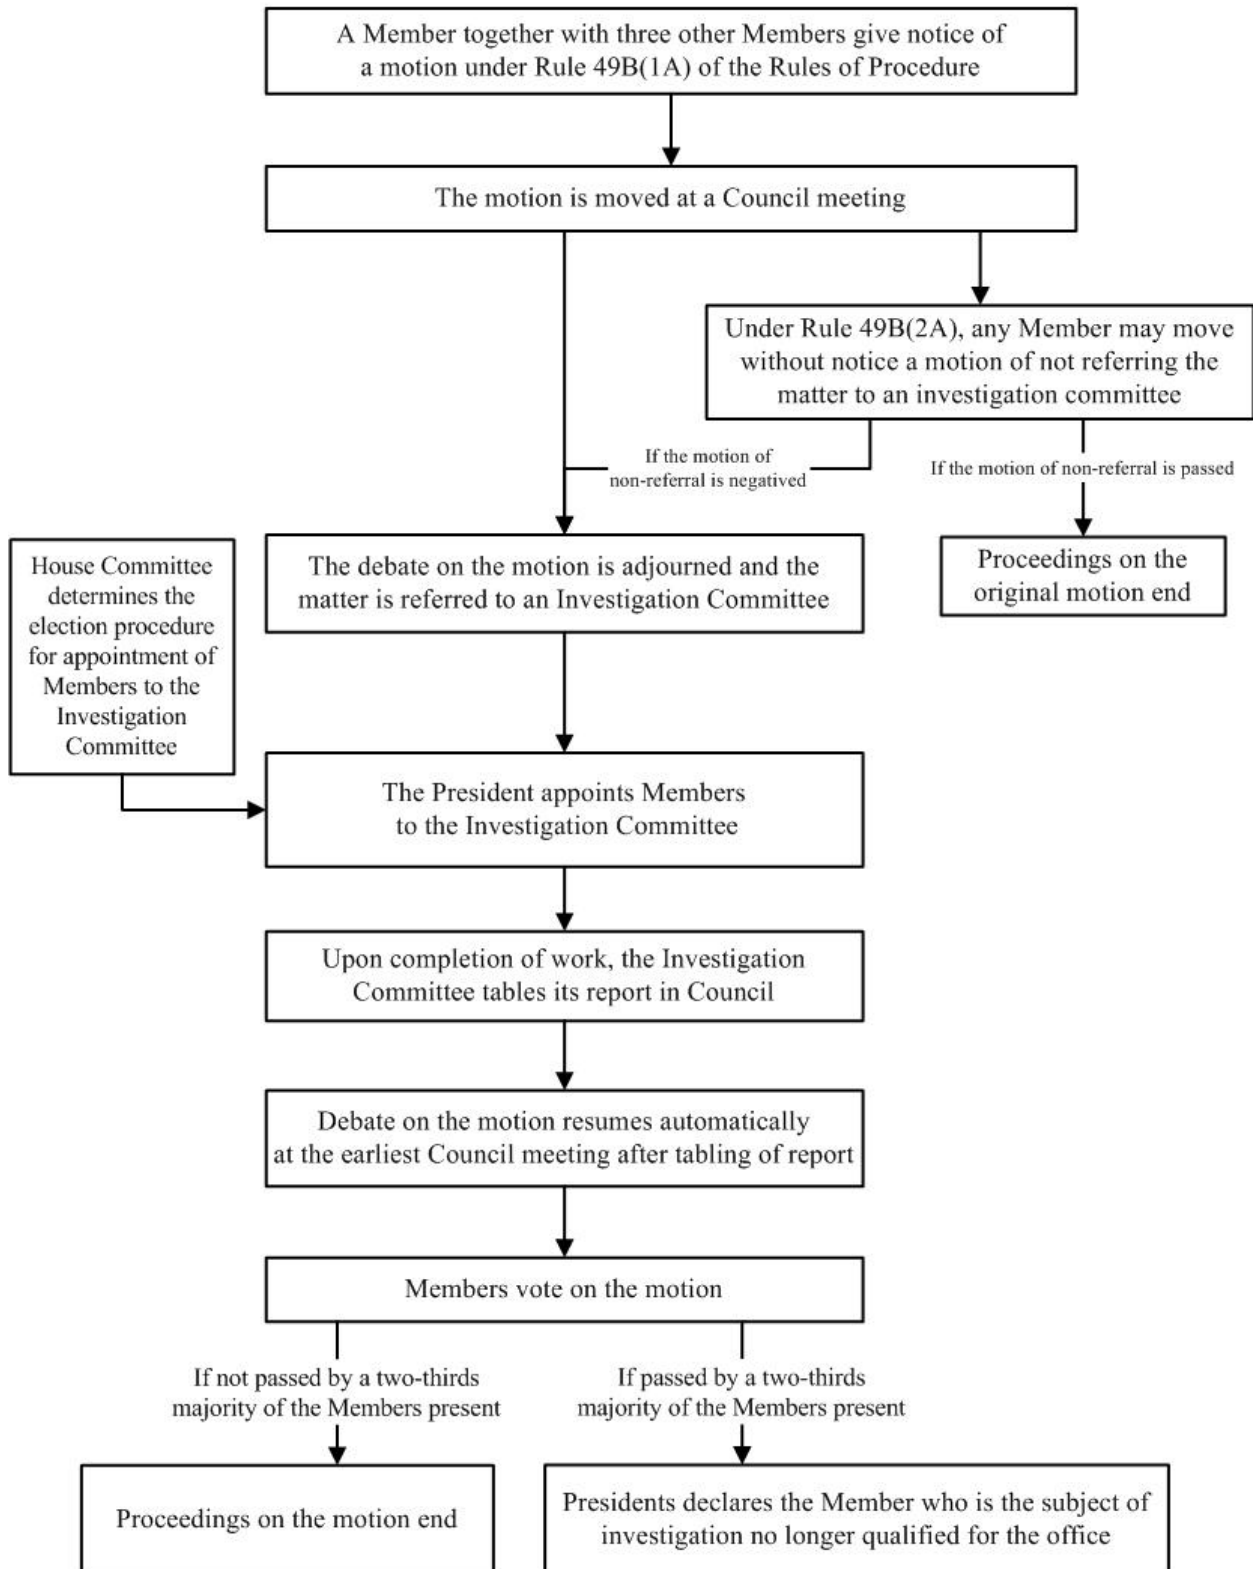 A Member together with three other Members give notice of
a motion under Rule 49B(1A) of the Rules of Procedure
The motion is moved at a Council meeting
Under Rule 49B(2A), any Member may move
without notice a motion of not referring the
matter to an investigation committee
If the motion of
non-referral is negatived
If the motion of non-referral is passed
Proceedings on the
original motion end
The debate on the motion is adjourned and the
matter is referred to an Investigation Committee
House Committee
determines the
election procedure
for appointment of
Members to the
Investigation
Committee
The President appoints Members
to the Investigation Committee
Upon completion of work, the Investigation
Committee tables its report in Council
Debate on the motion resumes automatically
at the earliest Council meeting after tabling of report
Members vote on the motion
If not passed by a two-thirds
majority of the Members present
If passed by a two-thirds
majority of the Members present
Proceedings on the motion end
Presidents declares the Member who is the subject of
investigation no longer qualified for the office